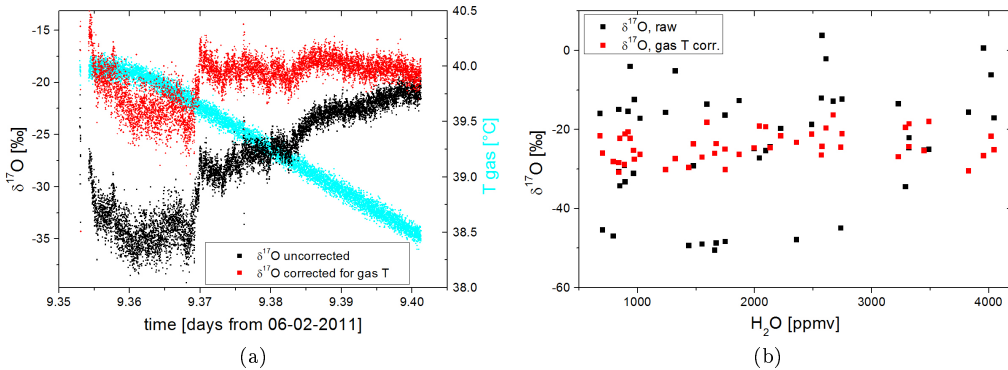 -15
-20
-25
-30
-35
δ17O [‰]
40.5
40.0
39.5
39.0
38.5
38.0
T gas [°C]
δ17O uncorrected
δ17O corrected for gas T
9.35
9.36
9.37
9.38
9.39
9.40
time [days from 06-02-2011]
(a)
δ17O, raw
δ17O, gas T corr.
0
-20
-40
-60
δ17O [‰]
1000
2000
3000
4000
H2O [ppmv]
(b)